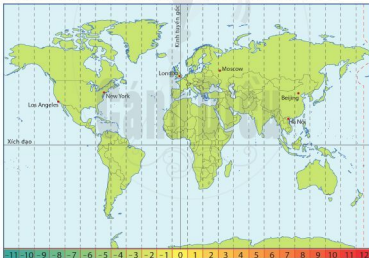 Kinh tuyến gốc
London
Moscow
New York
Los Angeles
Beijing
Hà Nội
Xích đạo
-11 -10 -9 -8 -7 -6 -5 -4 -3 -2 -1 0 1 2 3 4 5 6 7 8 9 10 11 12